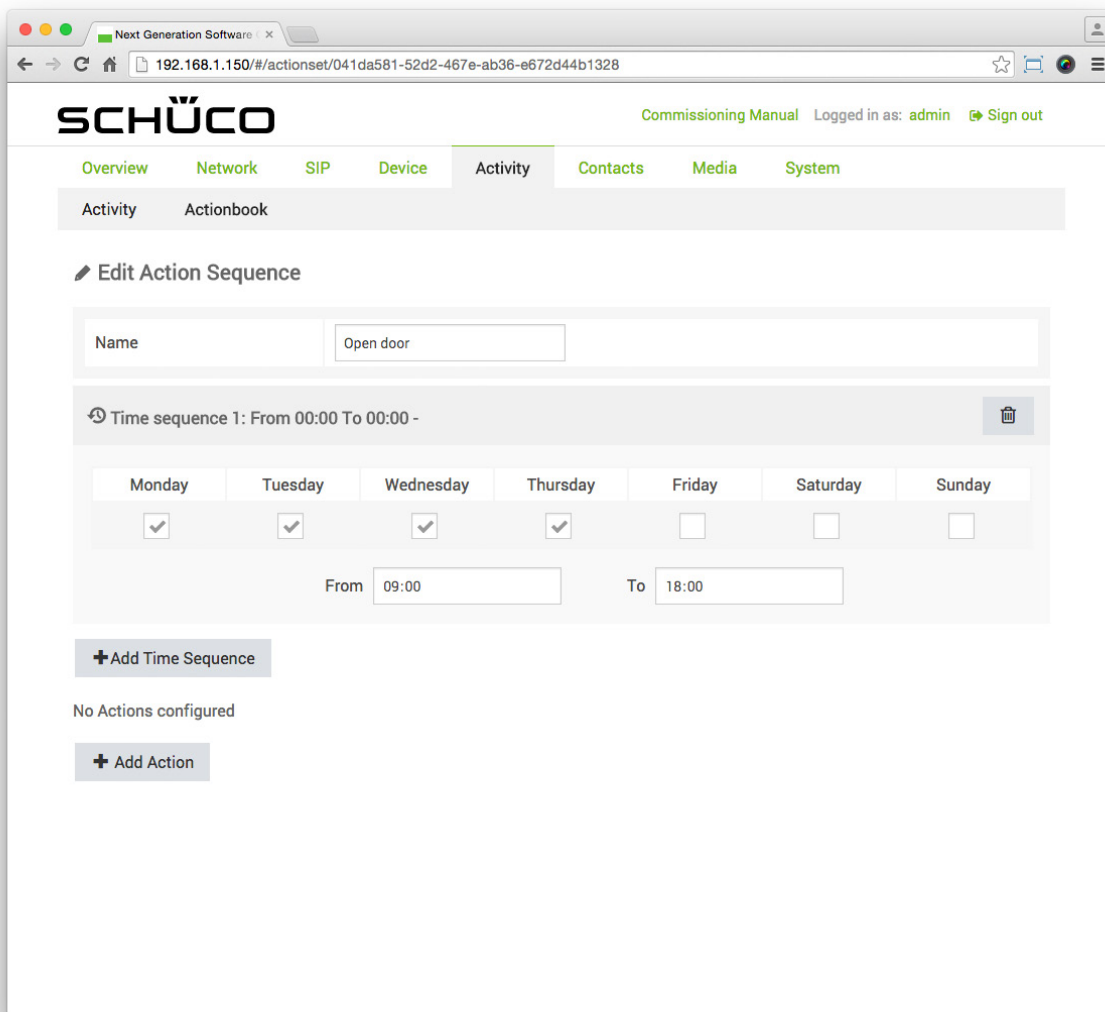 Next Generation Software
192.168.1.150/#/actionset/041da581-52d2-467e-ab36-e672d44b1328
SCHÜCO
Commissioning Manual Logged in as: admin Sign out
Overview Network SIP Device Activity Contacts Media System
Activity Actionbook
Edit Action Sequence
Name Open door
Time sequence 1: From 00:00 To 00:00 -
Monday Tuesday Wednesday Thursday Friday Saturday Sunday
From 09:00 To 18:00
+Add Time Sequence
No Actions configured
+ Add Action